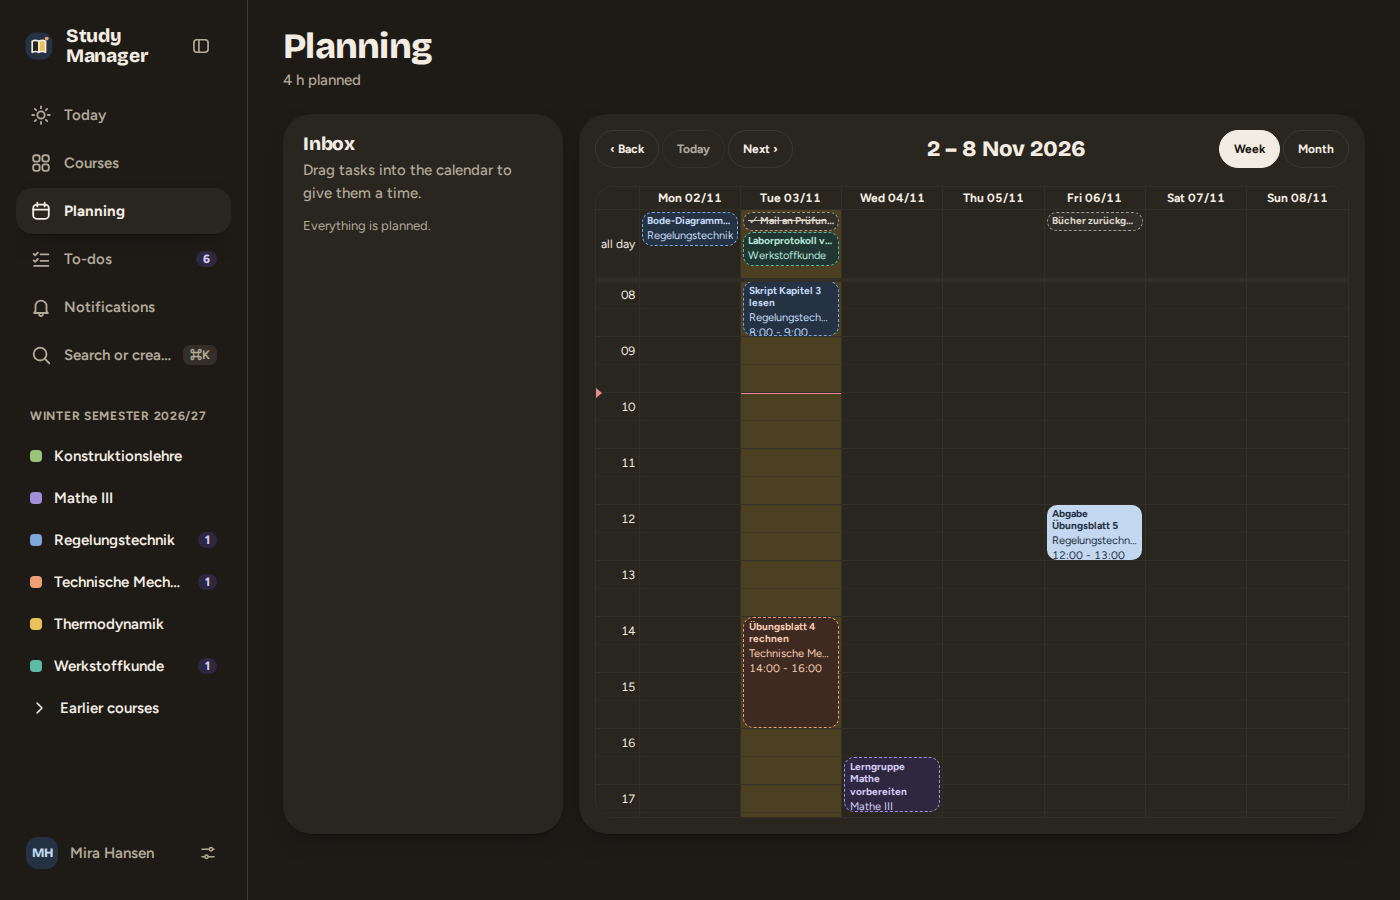 Study
Manager
Today
Courses
Planning
To-dos 6
Notifications
Search or crea... ⌘K
WINTER SEMESTER 2026/27
Konstruktionslehre
Mathe III
Regelungstechnik 1
Technische Mech... 1
Thermodynamik
Werkstoffkunde 1
Earlier courses
MH Mira Hansen
Planning
4 h planned
Inbox
Drag tasks into the calendar to
give them a time.
Everything is planned.
‹ Back Today Next ›
2 – 8 Nov 2026
Week Month
Mon 02/11 Tue 03/11 Wed 04/11 Thu 05/11 Fri 06/11 Sat 07/11 Sun 08/11
all day
Bode-Diagramm...
Regelungstechnik
✓ Mail an Prüfun...
Laborprotokoll v...
Werkstoffkunde
Bücher zurückg...
08
Skript Kapitel 3
lesen
Regelungstech...
8:00 - 9:00
09
10
11
12
Abgabe
Übungsblatt 5
Regelungstechn...
12:00 - 13:00
13
14
Übungsblatt 4
rechnen
Technische Me...
14:00 - 16:00
15
16
Lerngruppe
Mathe
vorbereiten
Mathe III
17